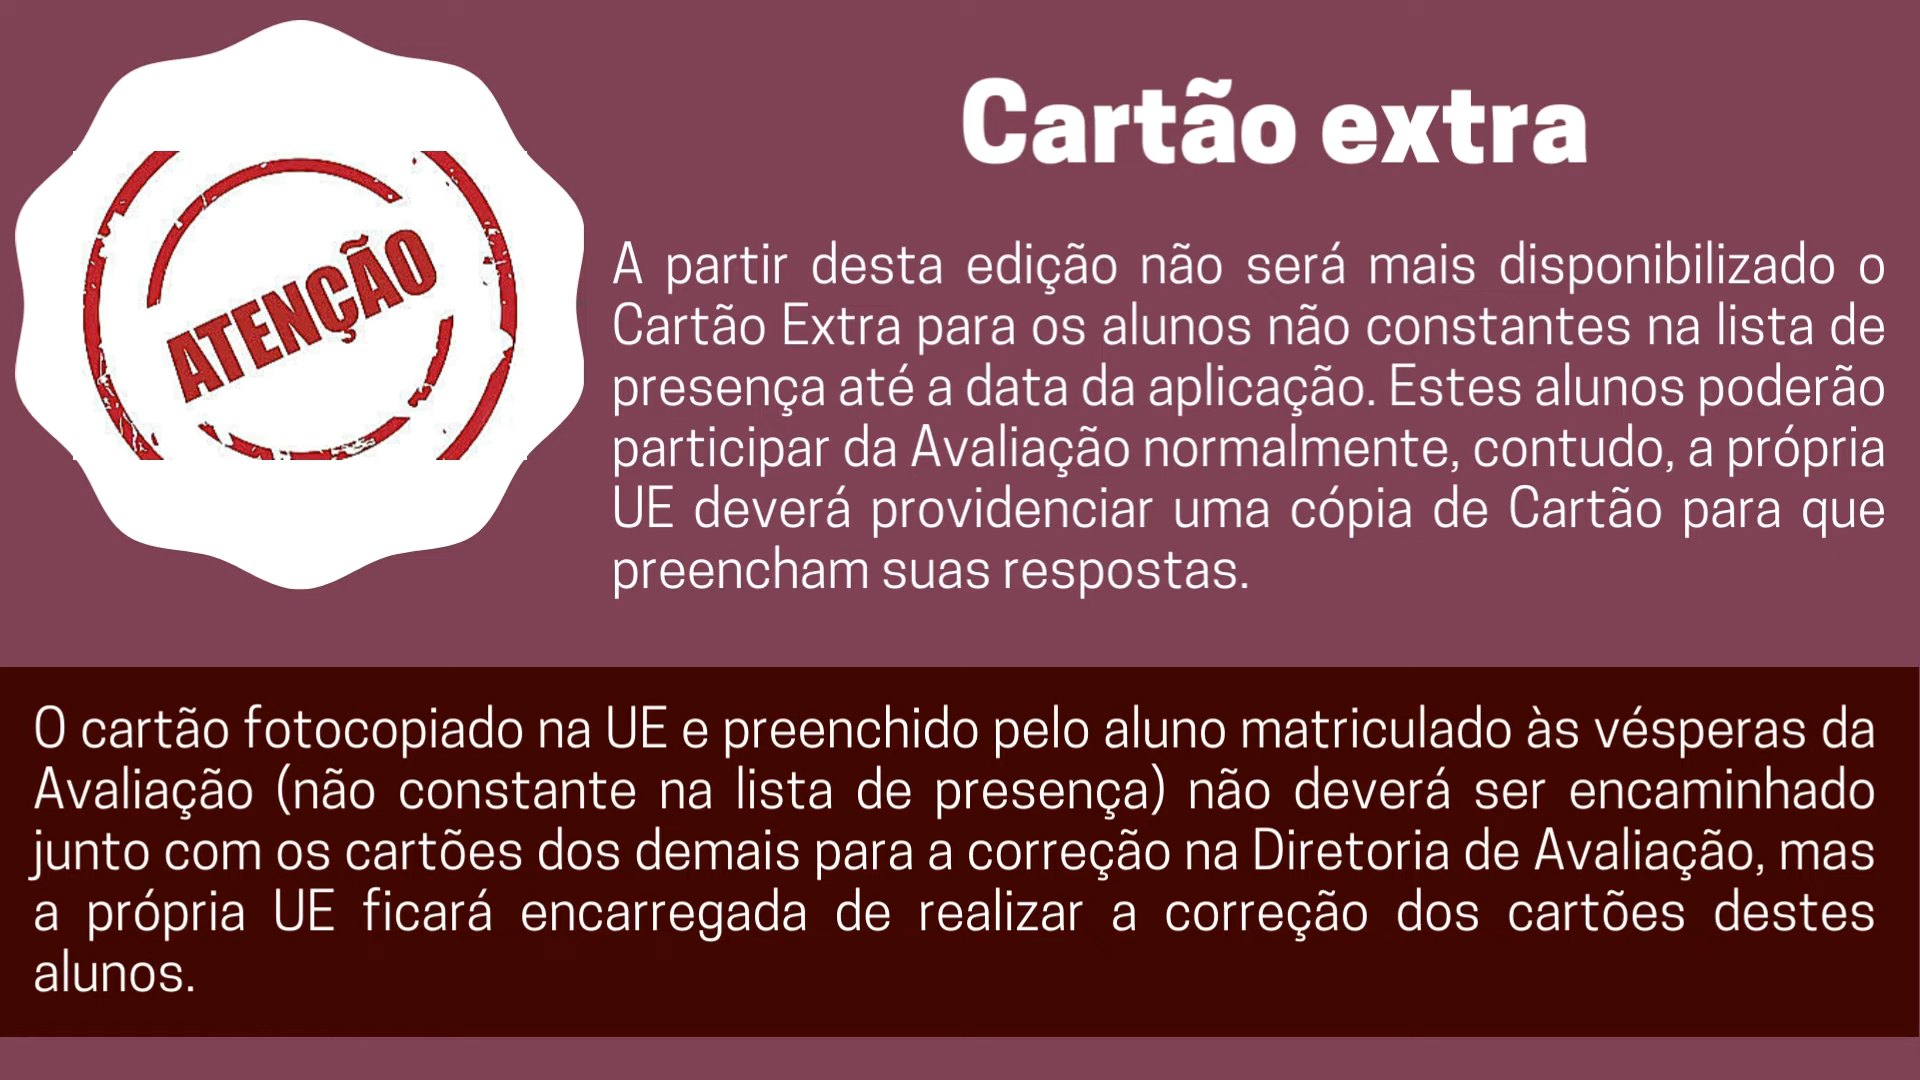 ATENÇÃO
Cartão extra
A partir desta edição não será mais disponibilizado o
Cartão Extra para os alunos não constantes na lista de
presença até a data da aplicação. Estes alunos poderão
participar da Avaliação normalmente, contudo, a própria
UE deverá providenciar uma cópia de Cartão para que
preencham suas respostas.
O cartão fotocopiado na UE e preenchido pelo aluno matriculado às vésperas da
Avaliação (não constante na lista de presença) não deverá ser encaminhado
junto com os cartões dos demais para a correção na Diretoria de Avaliação, mas
a própria UE ficará encarregada de realizar a correção dos cartões destes
alunos.